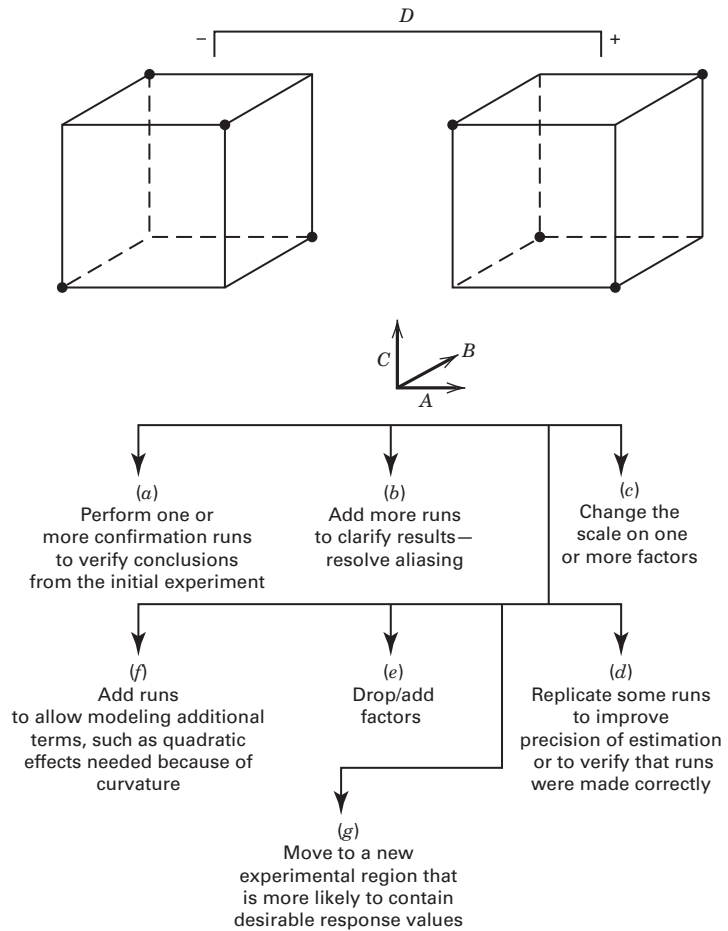 D
− +
C
B
A
(a)
Perform one or
more confirmation runs
to verify conclusions
from the initial experiment
(b)
Add more runs
to clarify results—
resolve aliasing
(c)
Change the
scale on one
or more factors
(f)
Add runs
to allow modeling additional
terms, such as quadratic
effects needed because of
curvature
(e)
Drop/add
factors
(d)
Replicate some runs
to improve
precision of estimation
or to verify that runs
were made correctly
(g)
Move to a new
experimental region that
is more likely to contain
desirable response values